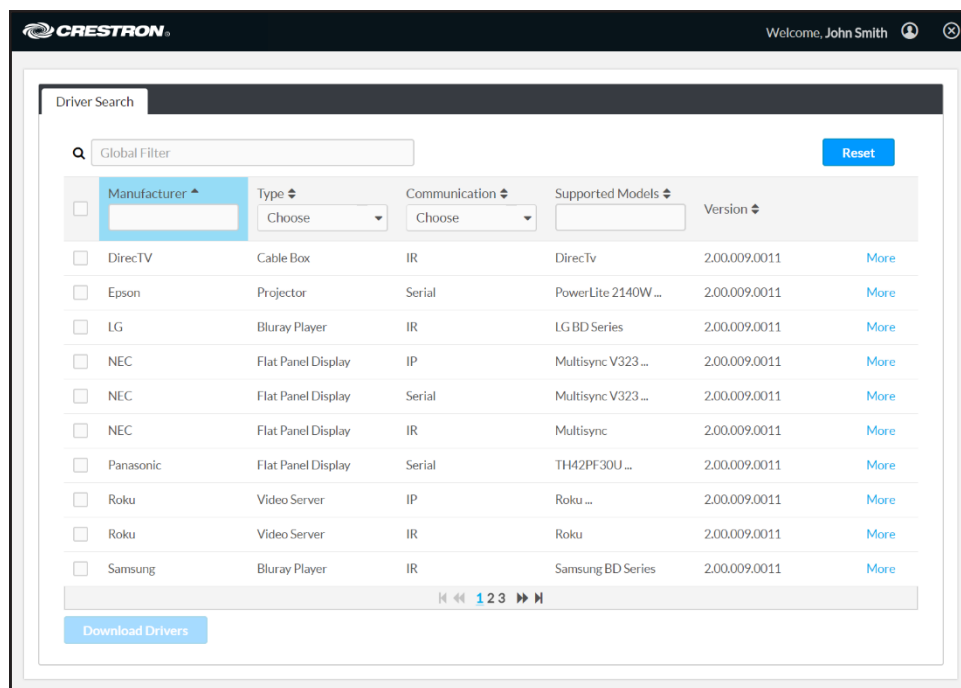 CRESTRON®
Welcome, John Smith
Driver Search
Global Filter
Reset
Manufacturer Type Communication Supported Models Version
Choose Choose
DirecTV Cable Box IR DirecTv 2.00.009.0011 More
Epson Projector Serial PowerLite 2140W ... 2.00.009.0011 More
LG Bluray Player IR LG BD Series 2.00.009.0011 More
NEC Flat Panel Display IP Multisync V323 ... 2.00.009.0011 More
NEC Flat Panel Display Serial Multisync V323 ... 2.00.009.0011 More
NEC Flat Panel Display IR Multisync 2.00.009.0011 More
Panasonic Flat Panel Display Serial TH42PF30U ... 2.00.009.0011 More
Roku Video Server IP Roku ... 2.00.009.0011 More
Roku Video Server IR Roku 2.00.009.0011 More
Samsung Bluray Player IR Samsung BD Series 2.00.009.0011 More
1 2 3
Download Drivers